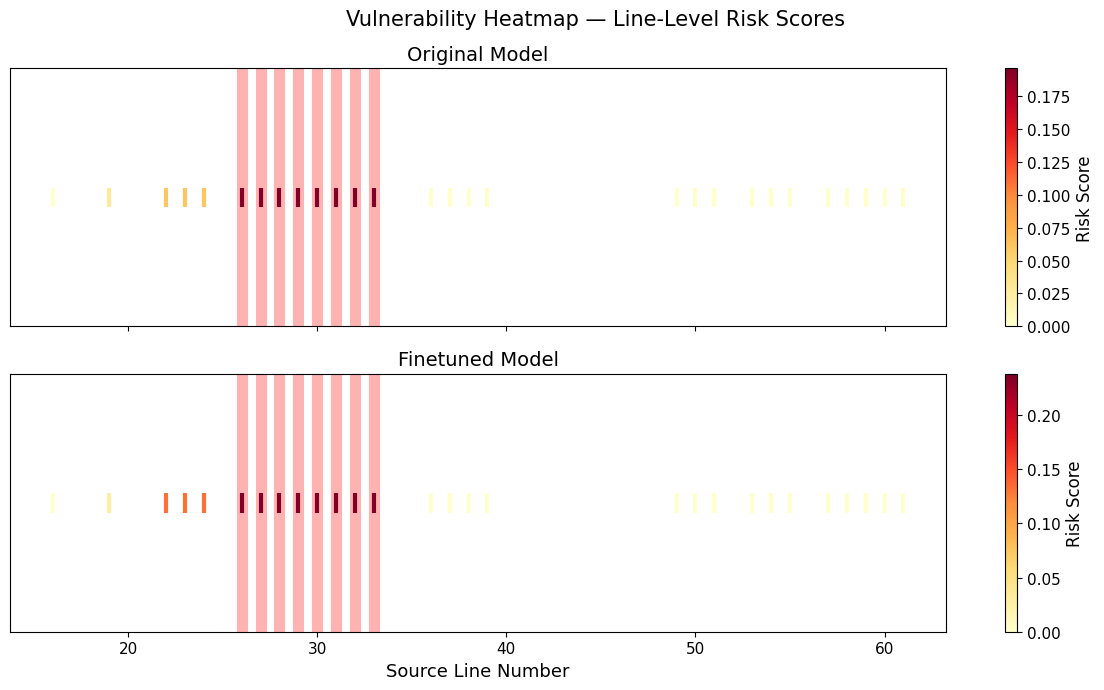 Vulnerability Heatmap — Line-Level Risk Scores
Original Model
0.175
0.150
0.125
0.100
0.075
0.050
0.025
0.000
Risk Score
Finetuned Model
0.20
0.15
0.10
0.05
0.00
Risk Score
20 30 40 50 60
Source Line Number